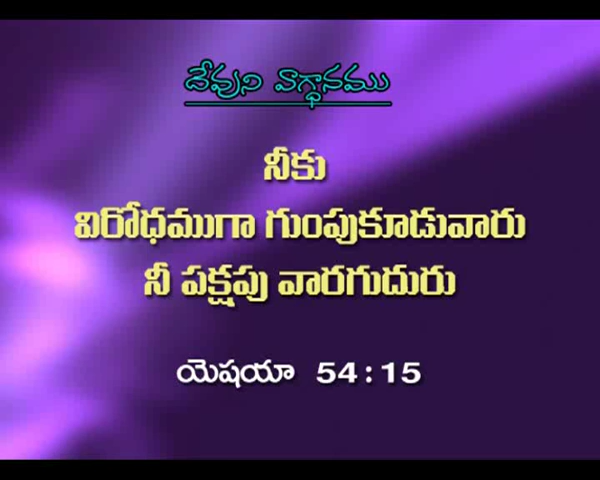 దేవుని వాగ్ధానము
నీకు
విరోధముగా గుంపుకూడువారు
నీ పక్షపు వారగుదురు
యెషయా 54:15